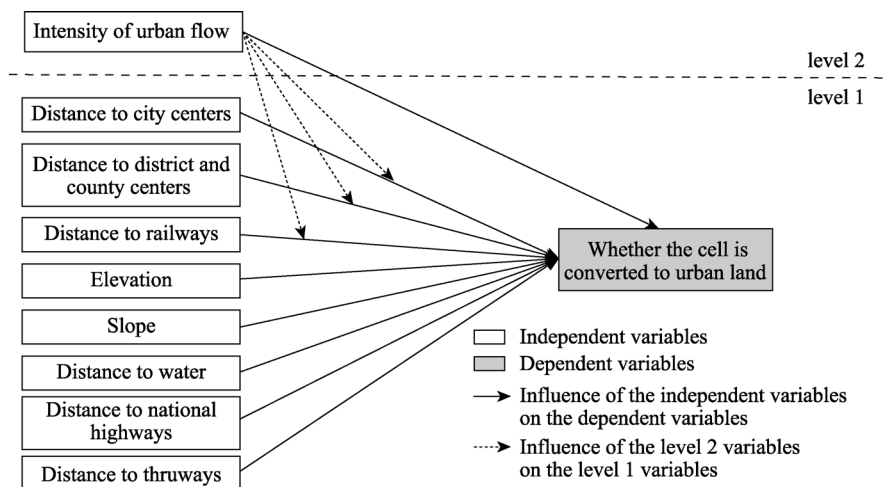 Intensity of urban flow
level 2
level 1
Distance to city centers
Distance to district and
county centers
Distance to railways
Elevation
Slope
Distance to water
Distance to national
highways
Distance to thruways
Whether the cell is
converted to urban land
Independent variables
Dependent variables
Influence of the independent variables
on the dependent variables
Influence of the level 2 variables
on the level 1 variables